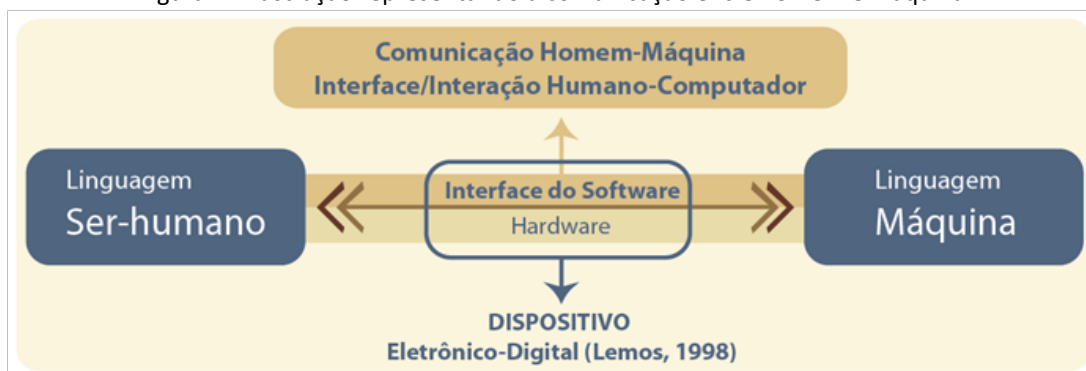 Comunicação Homem-Máquina
Interface/Interação Humano-Computador
Linguagem
Ser-humano
Interface do Software
Hardware
Linguagem
Máquina
DISPOSITIVO
Eletrônico-Digital (Lemos, 1998)